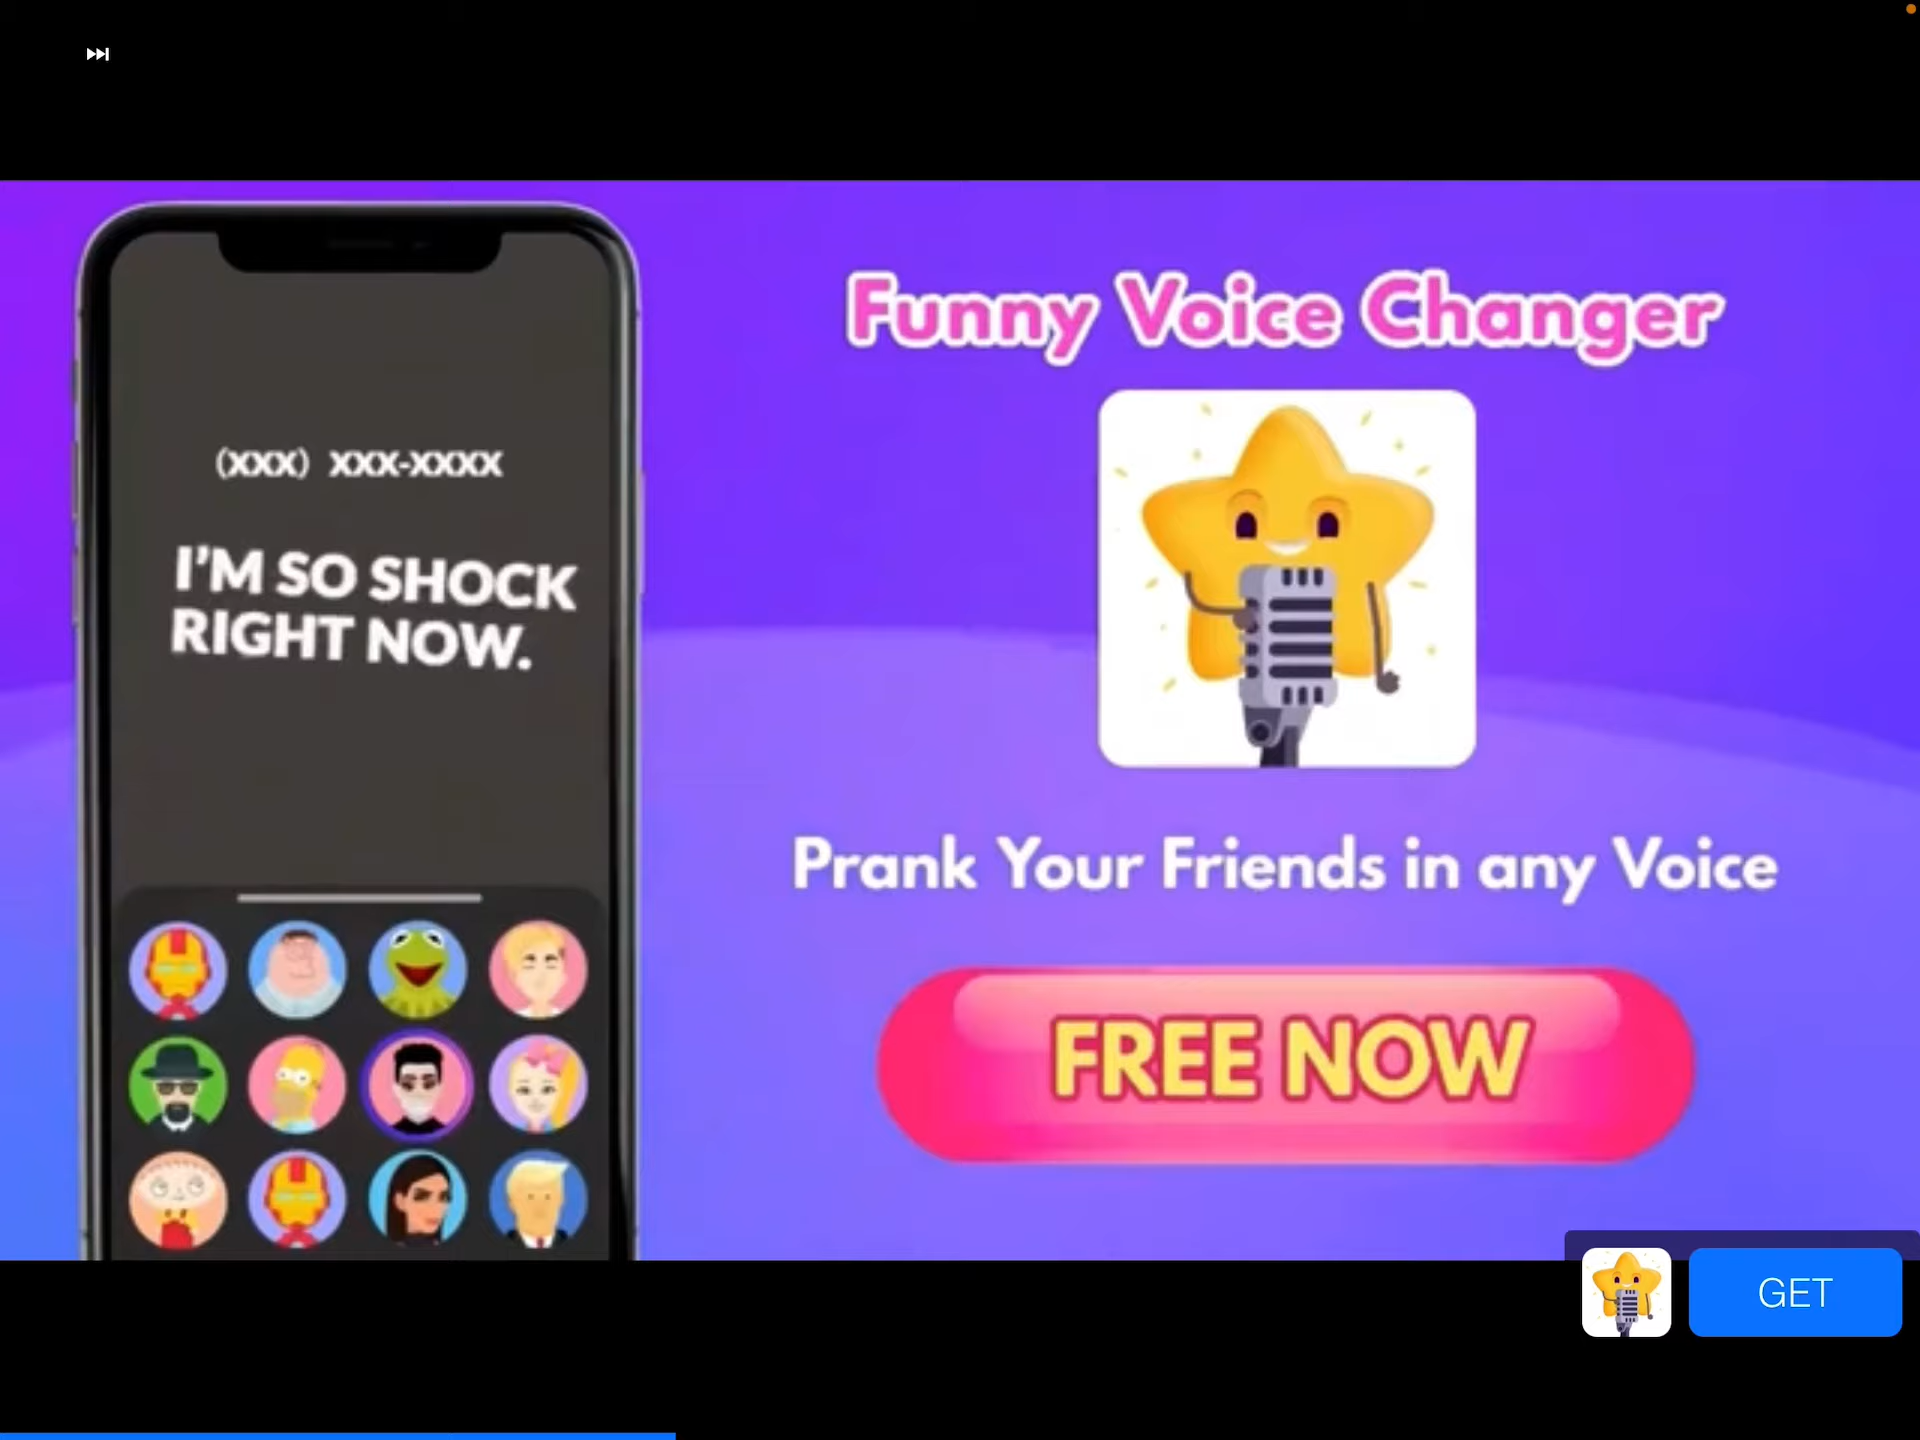 (xxx) xxx-xxxx
I'M SO SHOCK
RIGHT NOW.
Funny Voice Changer
Prank Your Friends in any Voice
FREE NOW
GET